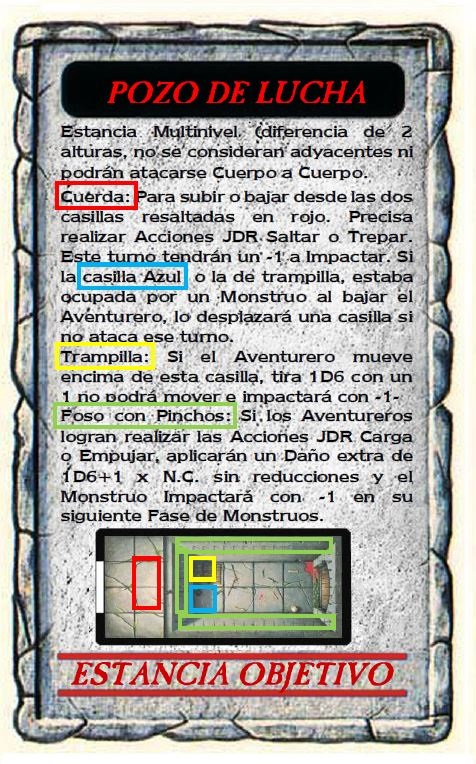 POZO DE LUCHA
Estancia Multinivel (diferencia de 2
alturas, no se consideran adyacentes ni
podrán atacarse Cuerpo a Cuerpo.
Cuerda: Para subir o bajar desde las dos
casillas resaltadas en rojo. Precisa
realizar Acciones JDR Saltar o Trepar.
Este turno tendrán un -1 a Impactar. Si
la casilla Azul o la de trampilla, estaba
ocupada por un Monstruo al bajar el
Aventurero, lo desplazará una casilla si
no ataca ese turno.
Trampilla: Si el Aventurero mueve
encima de esta casilla, tira 1D6 con un
1 no podrá mover e impactará con -1-
Foso con Pinchos: Si los Aventureros
logran realizar las Acciones JDR Carga
o Empujar, aplicarán un Daño extra de
1D6+1 x N.C. sin reducciones y el
Monstruo Impactará con -1 en su
siguiente Fase de Monstruos.
ESTANCIA OBJETIVO